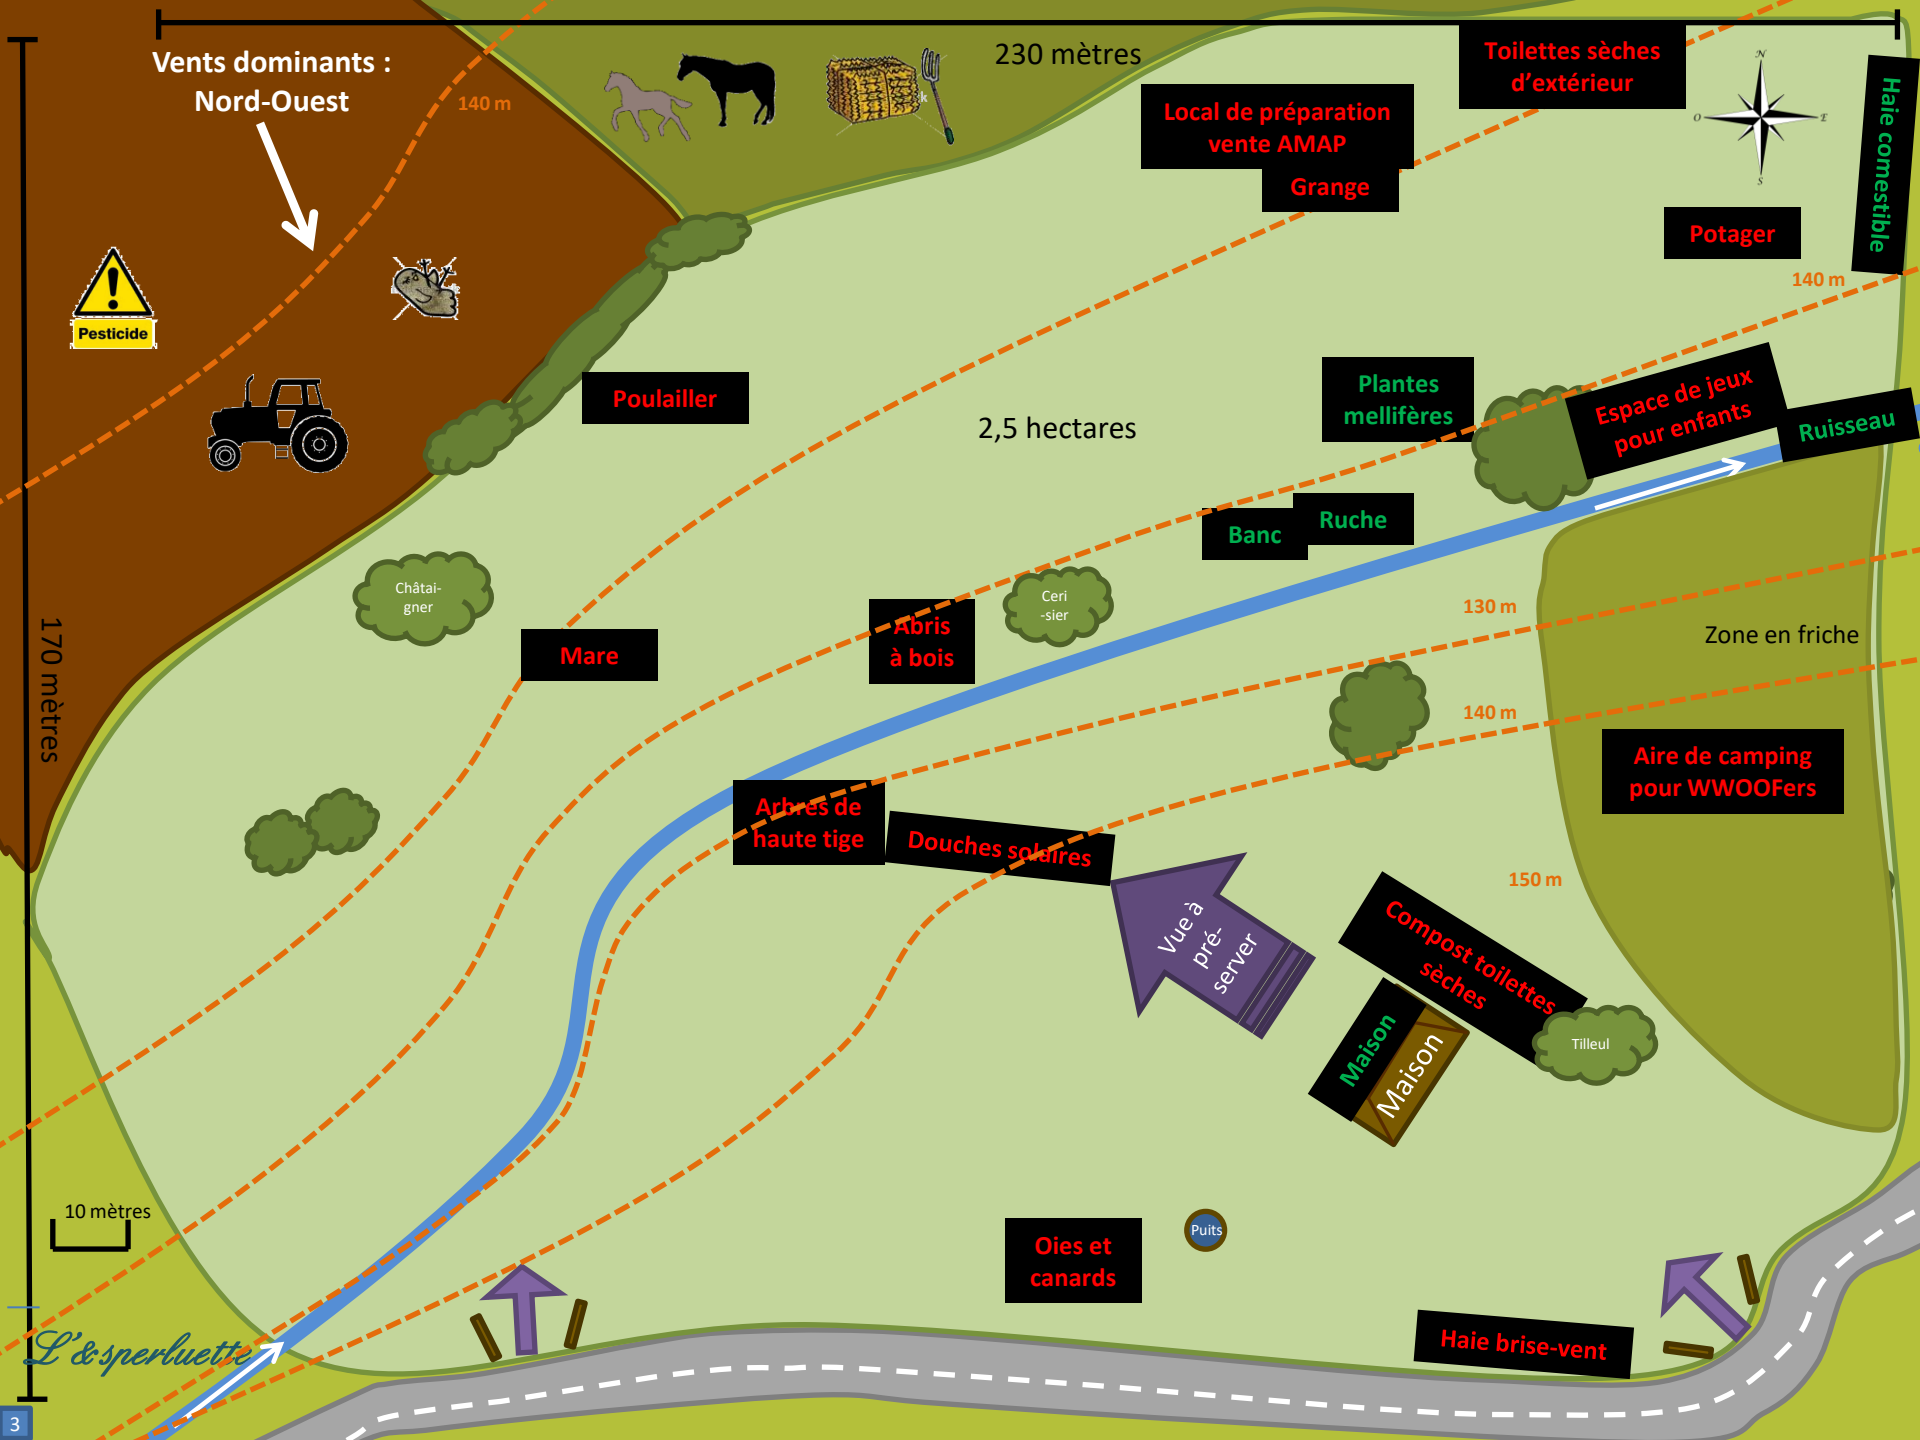 230 mètres
Vents dominants :
Nord-Ouest
140 m
Toilettes sèches
d'extérieur
Local de préparation
vente AMAP
Grange
N
O
E
S
Haie comestible
Potager
140 m
Pesticide
Poulailler
Plantes
mellifères
Espace de jeux
pour enfants
Ruisseau
2,5 hectares
Banc
Ruche
Châtai-
gner
Ceri
-sier
130 m
Zone en friche
Abris
à bois
Mare
170 mètres
140 m
Aire de camping
pour WWOOFers
Arbres de
haute tige
Douches solaires
150 m
Vue à
pré-
server
Compost toilettes
sèches
Maison
Maison
Tilleul
10 mètres
Puits
Oies et
canards
Haie brise-vent
L'&sperluette
3